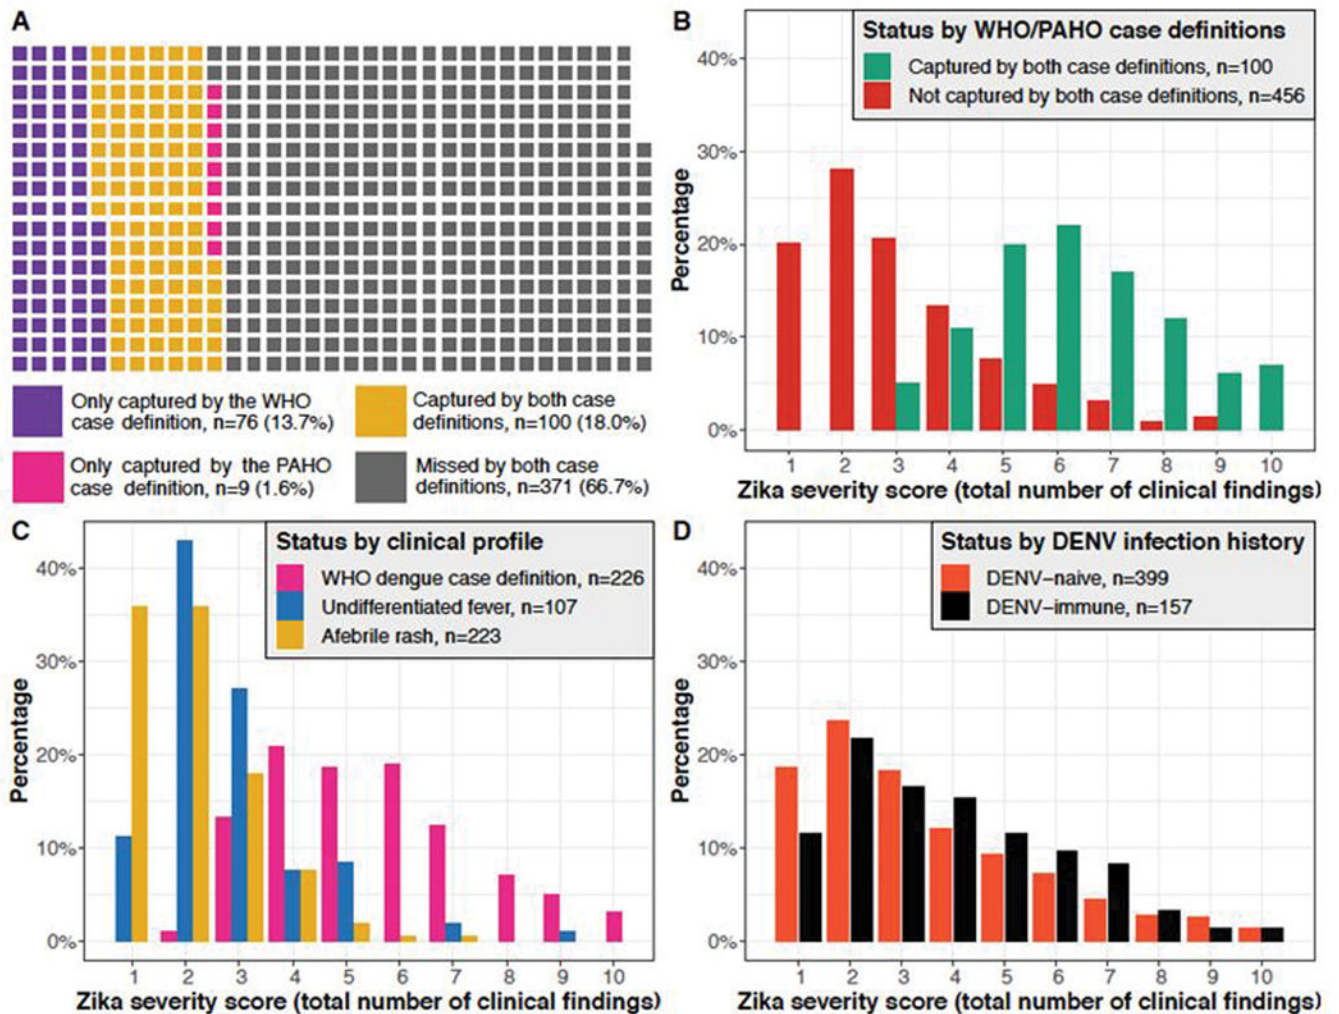 A
Only captured by the WHO
case definition, n=76 (13.7%)
Captured by both case
definitions, n=100 (18.0%)
Only captured by the PAHO
case definition, n=9 (1.6%)
Missed by both case
definitions, n=371 (66.7%)
B
Status by WHO/PAHO case definitions
Captured by both case definitions, n=100
Not captured by both case definitions, n=456
Percentage
40%
30%
20%
10%
0%
1 2 3 4 5 6 7 8 9 10
Zika severity score (total number of clinical findings)
C
Status by clinical profile
WHO dengue case definition, n=226
Undifferentiated fever, n=107
Afebrile rash, n=223
Percentage
40%
30%
20%
10%
0%
1 2 3 4 5 6 7 8 9 10
Zika severity score (total number of clinical findings)
D
Status by DENV infection history
DENV−naive, n=399
DENV−immune, n=157
Percentage
40%
30%
20%
10%
0%
1 2 3 4 5 6 7 8 9 10
Zika severity score (total number of clinical findings)